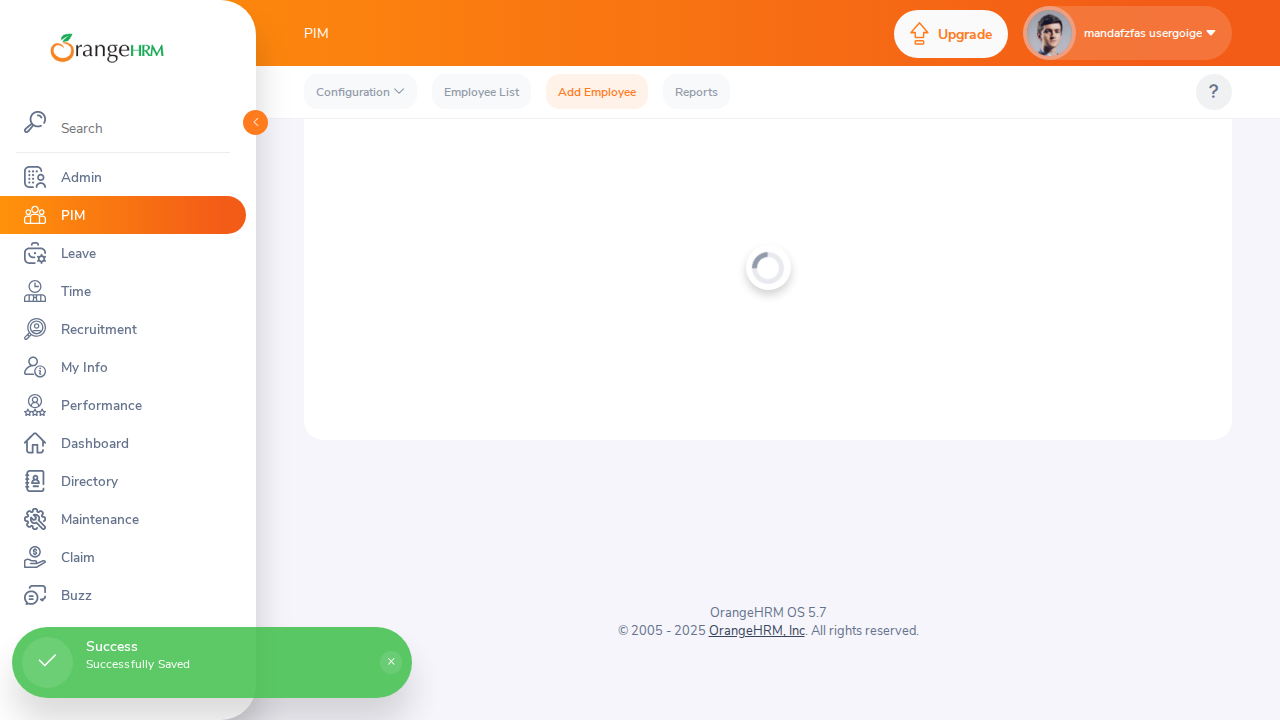 OrangeHRM
PIM
Upgrade
mandafzfas usergoige
Configuration
Employee List
Add Employee
Reports
?
Search
Admin
PIM
Leave
Time
Recruitment
My Info
Performance
Dashboard
Directory
Maintenance
Claim
Buzz
OrangeHRM OS 5.7
© 2005 - 2025 OrangeHRM, Inc. All rights reserved.
Success
Successfully Saved
×